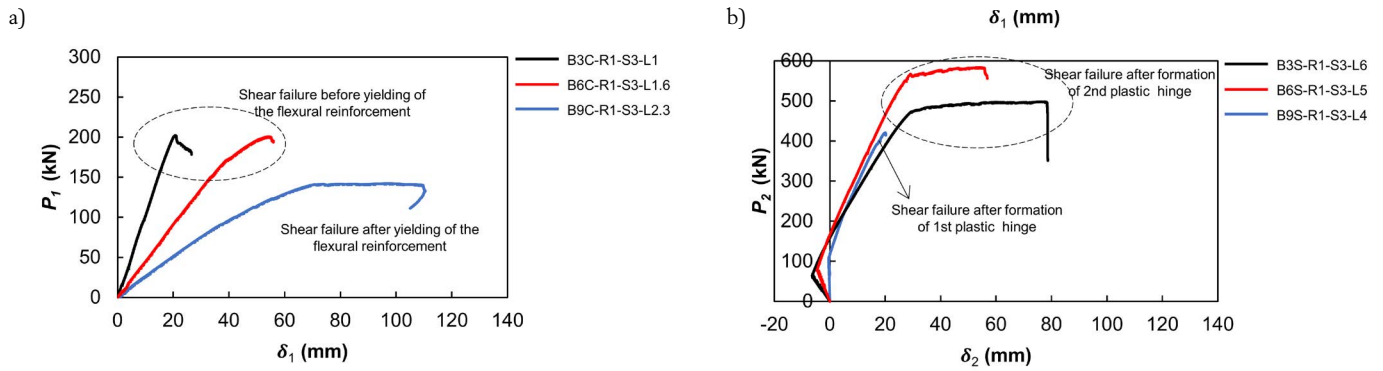 a)
300
250
200
150
100
50
0
P1 (kN)
Shear failure before yielding of
the flexural reinforcement
Shear failure after yielding of the
flexural reinforcement
0 20 40 60 80 100 120 140
δ1 (mm)
B3C-R1-S3-L1
B6C-R1-S3-L1.6
B9C-R1-S3-L2.3
b)
δ1 (mm)
600
500
400
300
200
100
0
P2 (kN)
Shear failure after formation
of 2nd plastic hinge
Shear failure after formation
of 1st plastic hinge
-20 0 20 40 60 80 100 120 140
δ2 (mm)
B3S-R1-S3-L6
B6S-R1-S3-L5
B9S-R1-S3-L4